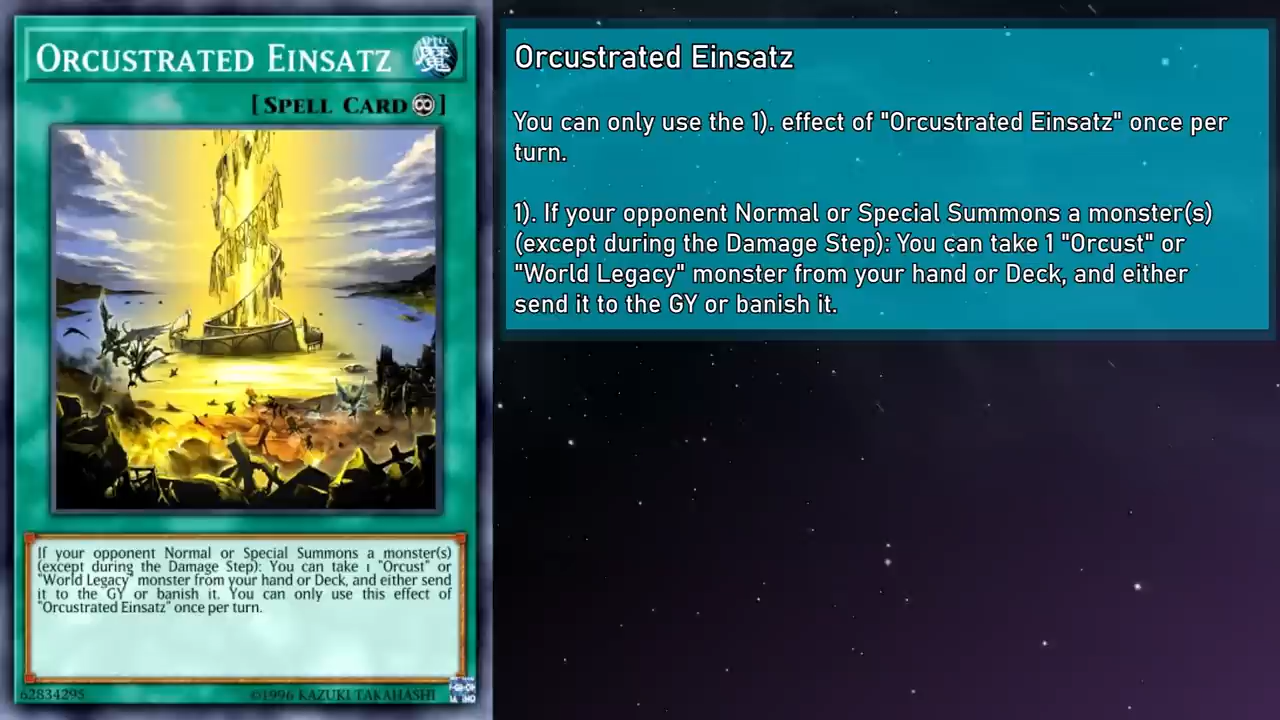 ORCUSTRATED EINSATZ
[SPELL CARD]
If your opponent Normal or Special Summons a monster(s)
(except during the Damage Step): You can take 1 "Orcust" or
"World Legacy" monster from your hand or Deck, and either send
it to the GY or banish it. You can only use this effect of
"Orcustrated Einsatz" once per turn.
62834295
©1996 KAZUKI TAKAHASHI
Orcustrated Einsatz
You can only use the 1). effect of "Orcustrated Einsatz" once per
turn.
1). If your opponent Normal or Special Summons a monster(s)
(except during the Damage Step): You can take 1 "Orcust" or
"World Legacy" monster from your hand or Deck, and either
send it to the GY or banish it.